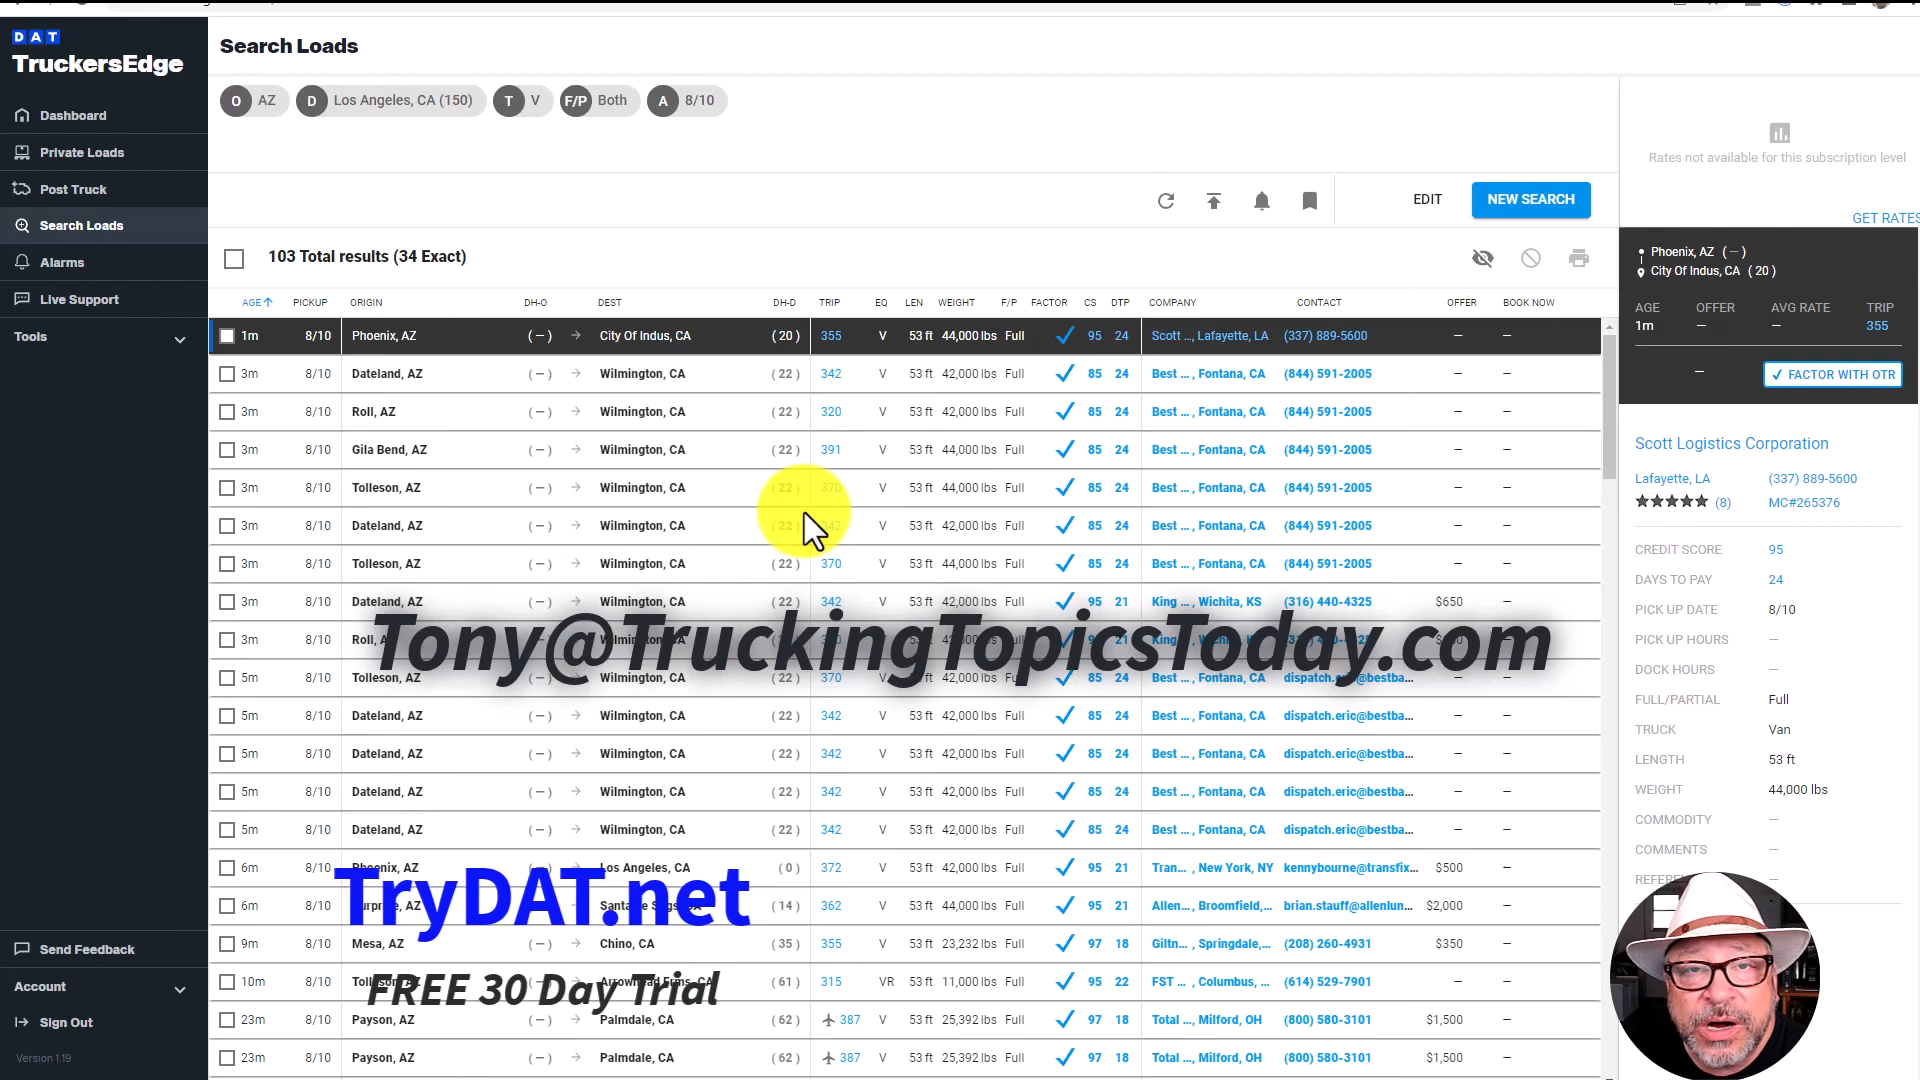 DAT
TruckersEdge
Dashboard
Private Loads
Post Truck
Search Loads
Alarms
Live Support
Tools
Send Feedback
Account
Sign Out
Version 1.19
Search Loads
O AZ D Los Angeles, CA (150) T V F/P Both A 8/10
EDIT NEW SEARCH
103 Total results (34 Exact)
AGE PICKUP ORIGIN DH-O DEST DH-D TRIP EQ LEN WEIGHT F/P FACTOR CS DTP COMPANY CONTACT OFFER BOOK NOW
1m 8/10 Phoenix, AZ (–) → City Of Indus, CA (20) 355 V 53 ft 44,000 lbs Full 95 24 Scott ..., Lafayette, LA (337) 889-5600 – –
3m 8/10 Dateland, AZ (–) → Wilmington, CA (22) 342 V 53 ft 42,000 lbs Full 85 24 Best ... , Fontana, CA (844) 591-2005 – –
3m 8/10 Roll, AZ (–) → Wilmington, CA (22) 320 V 53 ft 42,000 lbs Full 85 24 Best ... , Fontana, CA (844) 591-2005 – –
3m 8/10 Gila Bend, AZ (–) → Wilmington, CA (22) 391 V 53 ft 44,000 lbs Full 85 24 Best ... , Fontana, CA (844) 591-2005 – –
3m 8/10 Tolleson, AZ (–) → Wilmington, CA (22) 370 V 53 ft 44,000 lbs Full 85 24 Best ... , Fontana, CA (844) 591-2005 – –
3m 8/10 Dateland, AZ (–) → Wilmington, CA (22) 342 V 53 ft 42,000 lbs Full 85 24 Best ... , Fontana, CA (844) 591-2005 – –
3m 8/10 Tolleson, AZ (–) → Wilmington, CA (22) 370 V 53 ft 44,000 lbs Full 85 24 Best ... , Fontana, CA (844) 591-2005 – –
3m 8/10 Dateland, AZ (–) → Wilmington, CA (22) 342 V 53 ft 42,000 lbs Full 95 21 King ... , Wichita, KS (316) 440-4325 $650 –
3m 8/10 Roll, AZ 21
Tony@TruckingTopicsToday.com
5m 8/10 Tolleson, AZ (–) → Wilmington, CA (22) 370 V 53 ft 44,000 lbs Full 85 24 Best ... , Fontana, CA – –
5m 8/10 Dateland, AZ (–) → Wilmington, CA (22) 342 V 53 ft 42,000 lbs Full 85 24 Best ... , Fontana, CA dispatch.eric@bestba... – –
5m 8/10 Dateland, AZ (–) → Wilmington, CA (22) 342 V 53 ft 42,000 lbs Full 85 24 Best ... , Fontana, CA dispatch.eric@bestba... – –
5m 8/10 Dateland, AZ (–) → Wilmington, CA (22) 342 V 53 ft 42,000 lbs Full 85 24 Best ... , Fontana, CA dispatch.eric@bestba... – –
5m 8/10 Dateland, AZ (–) → Wilmington, CA (22) 342 V 53 ft 42,000 lbs Full 85 24 Best ... , Fontana, CA dispatch.eric@bestba... – –
6m 8/10 Phoenix, AZ (–) → Los Angeles, CA (0) 372 V 53 ft 42,000 lbs Full 95 21 Tran... , New York, NY kennybourne@transfix... $500 –
TryDAT.net
6m 8/10 (14) 362 V 53 ft 44,000 lbs Full 95 21 Allen... , Broomfield,... brian.stauff@allenlun... $2,000 –
9m 8/10 Mesa, AZ (–) → Chino, CA (35) 355 V 53 ft 23,232 lbs Full 97 18 Giltn... , Springdale,... (208) 260-4931 $350 –
10m 8/10 (61) 315 VR 53 ft 11,000 lbs Full 95 22 FST ... , Columbus, ... (614) 529-7901 – –
FREE 30 Day Trial
23m 8/10 Payson, AZ (–) → Palmdale, CA (62) 387 V 53 ft 25,392 lbs Full 97 18 Total ... , Milford, OH (800) 580-3101 $1,500 –
23m 8/10 Payson, AZ (–) → Palmdale, CA (62) 387 V 53 ft 25,392 lbs Full 97 18 Total ... , Milford, OH (800) 580-3101 $1,500 –
Rates not available for this subscription level
GET RATES
Phoenix, AZ (–)
City Of Indus, CA (20)
AGE OFFER AVG RATE TRIP
1m – – 355
– ✓ FACTOR WITH OTR
Scott Logistics Corporation
Lafayette, LA (337) 889-5600
★★★★★ (8) MC#265376
CREDIT SCORE 95
DAYS TO PAY 24
PICK UP DATE 8/10
PICK UP HOURS –
DOCK HOURS –
FULL/PARTIAL Full
TRUCK Van
LENGTH 53 ft
WEIGHT 44,000 lbs
COMMODITY –
COMMENTS –